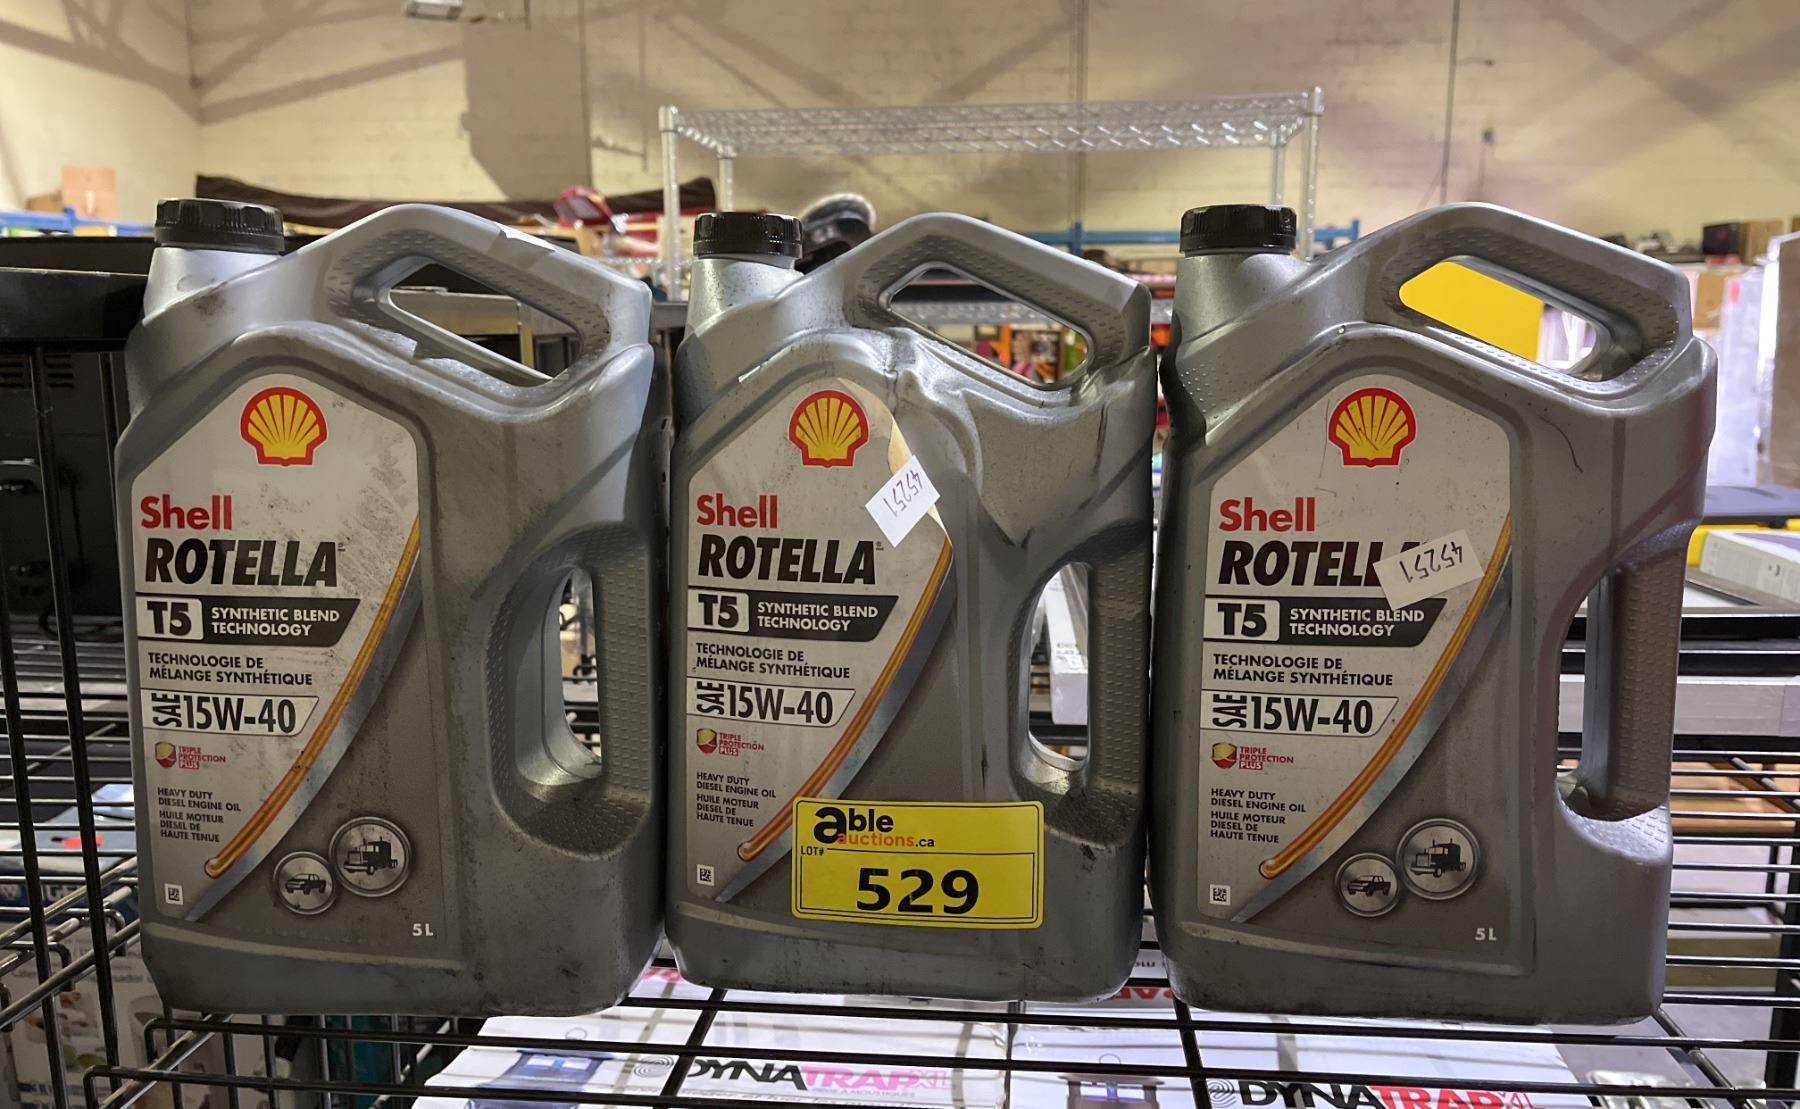 Shell
ROTELLA
T5 SYNTHETIC BLEND
TECHNOLOGY
TECHNOLOGIE DE
MÉLANGE SYNTHÉTIQUE
SAE 15W-40
TRIPLE
PROTECTION
PLUS
HEAVY DUTY
DIESEL ENGINE OIL
HUILE MOTEUR
DIESEL DE
HAUTE TENUE
5L
45251
Shell
ROTELLA
T5 SYNTHETIC BLEND
TECHNOLOGY
TECHNOLOGIE DE
MÉLANGE SYNTHÉTIQUE
SAE 15W-40
TRIPLE
PROTECTION
PLUS
HEAVY DUTY
DIESEL ENGINE OIL
HUILE MOTEUR
DIESEL DE
HAUTE TENUE
able
auctions.ca
LOT#
529
Shell
ROTELL
45251
T5 SYNTHETIC BLEND
TECHNOLOGY
TECHNOLOGIE DE
MÉLANGE SYNTHÉTIQUE
SAE 15W-40
TRIPLE
PROTECTION
PLUS
HEAVY DUTY
DIESEL ENGINE OIL
HUILE MOTEUR
DIESEL DE
HAUTE TENUE
5L
DYNATRAP XL
DYNATRAP XL